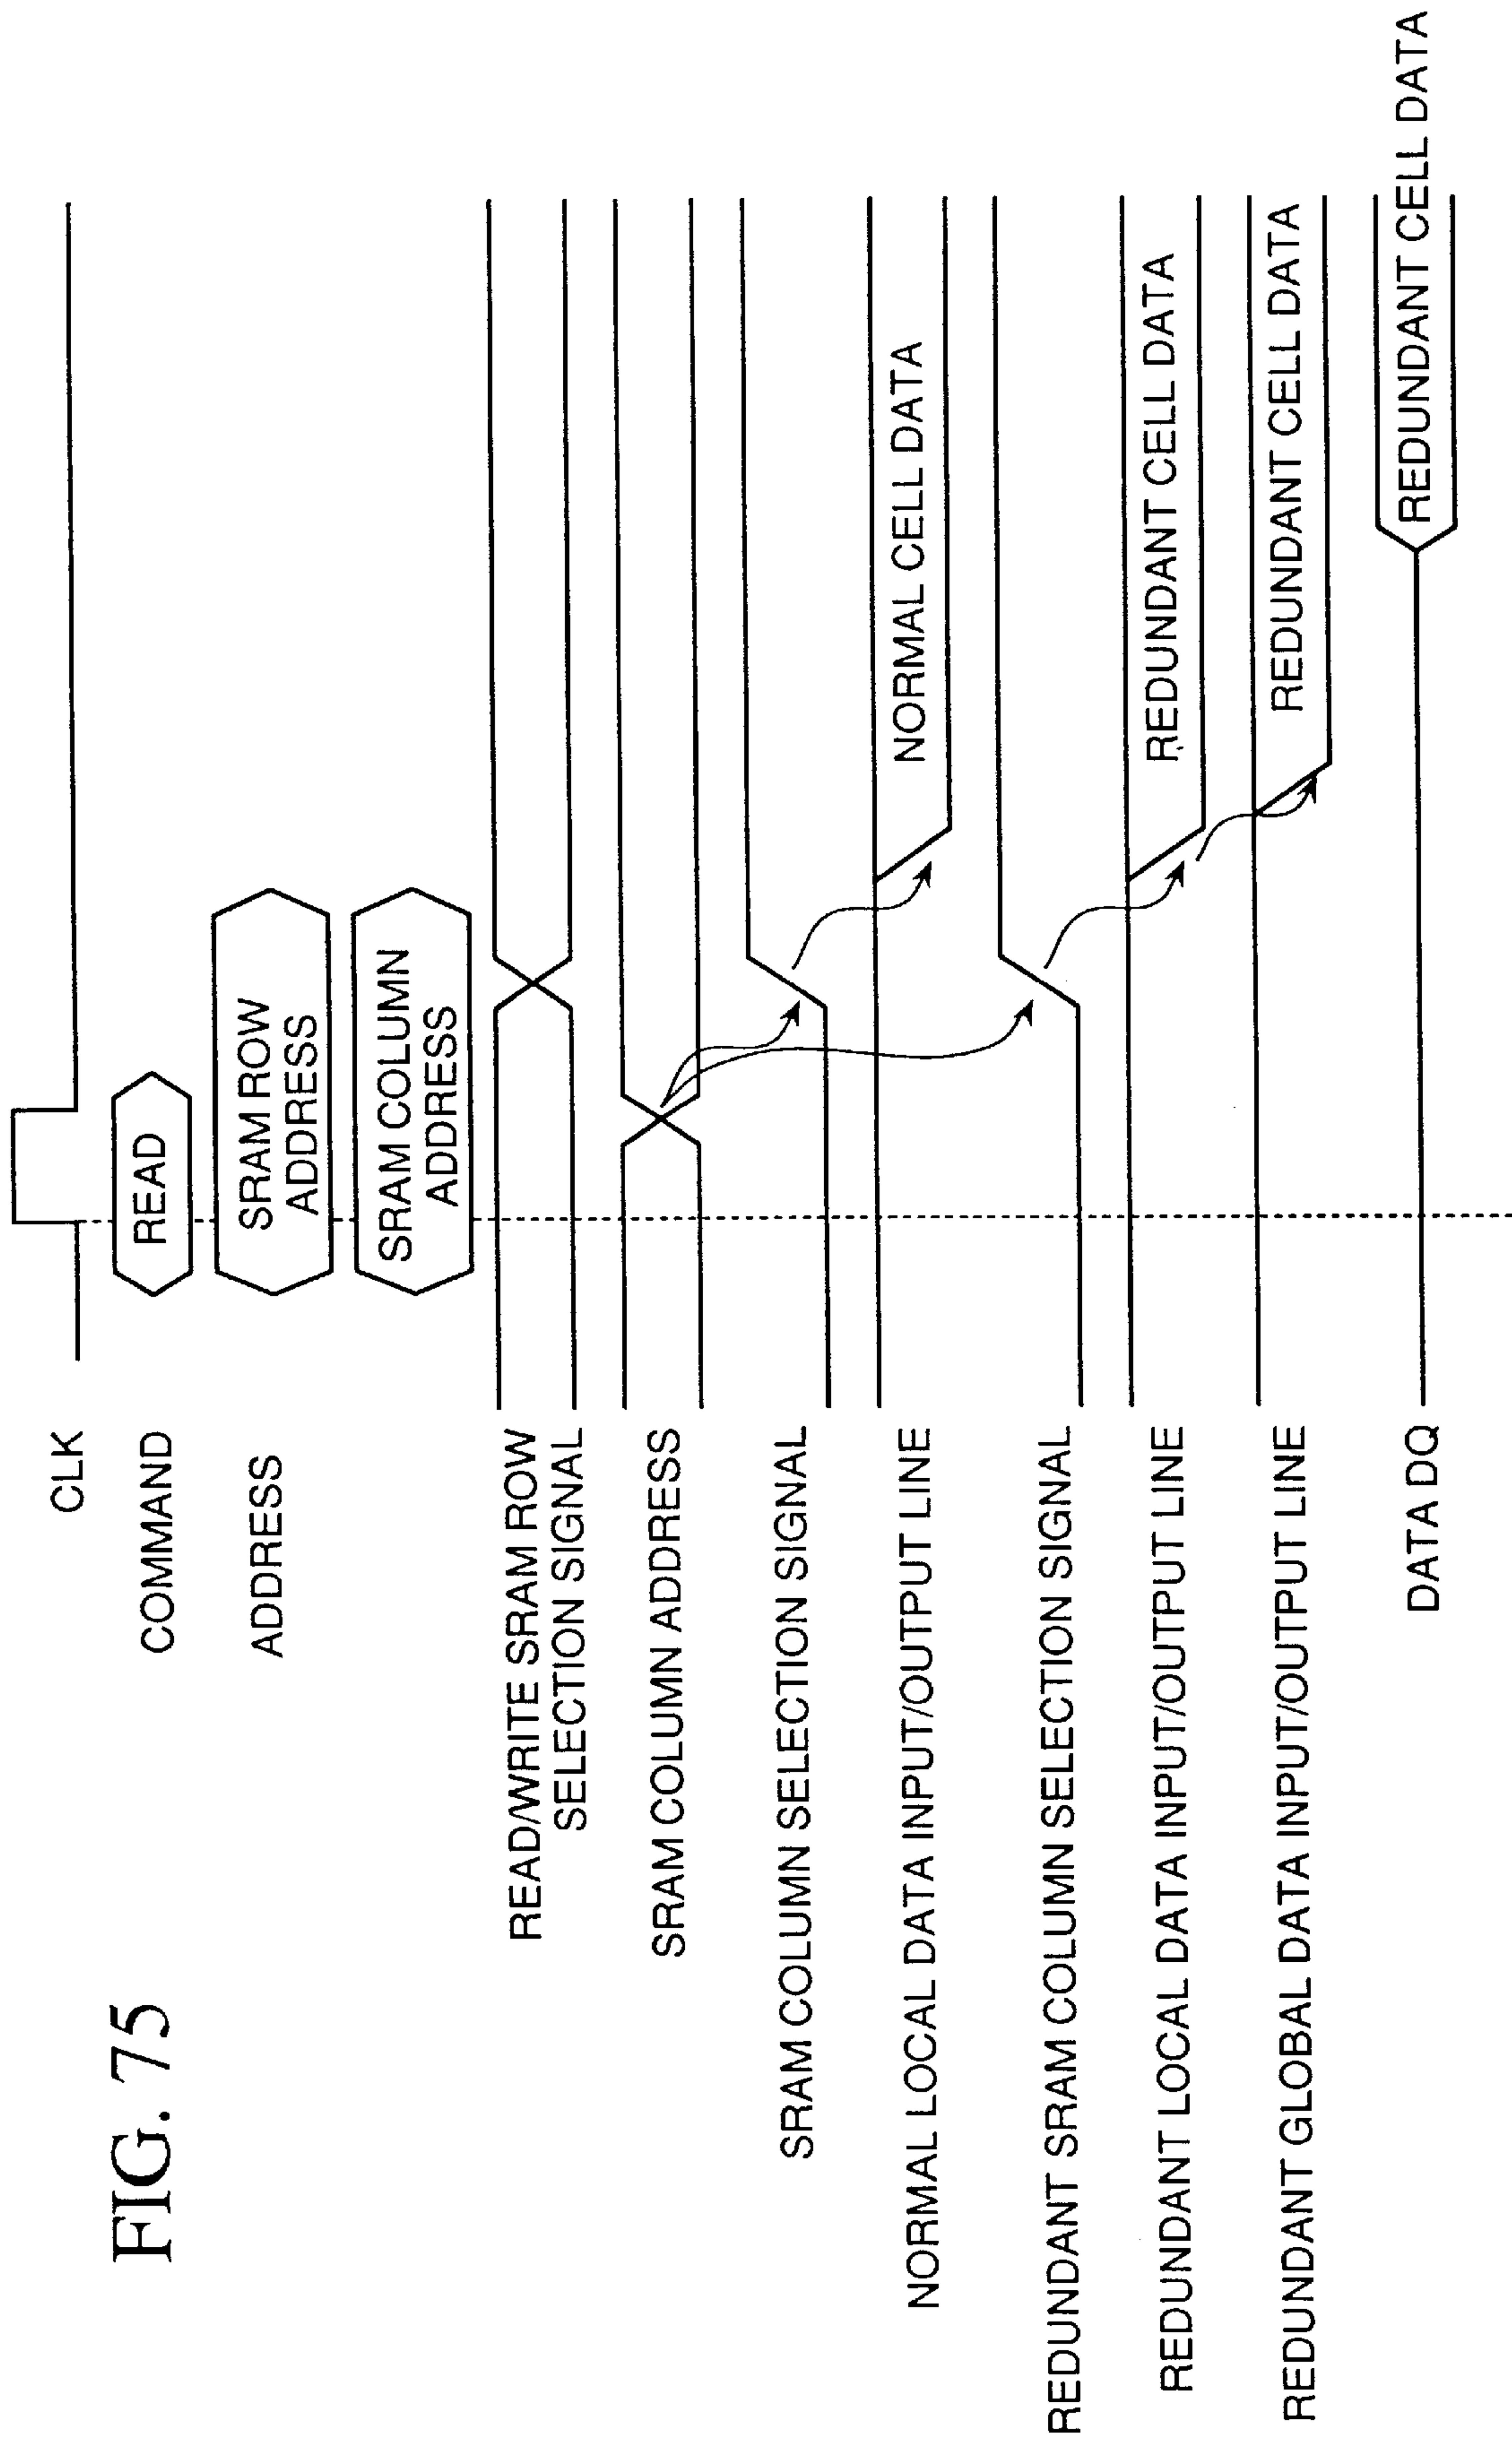 FIG. 75
CLK
COMMAND
READ
ADDRESS
SRAM ROW
ADDRESS
SRAM COLUMN
ADDRESS
READ/WRITE SRAM ROW
SELECTION SIGNAL
SRAM COLUMN ADDRESS
SRAM COLUMN SELECTION SIGNAL
NORMAL LOCAL DATA INPUT/OUTPUT LINE
NORMAL CELL DATA
REDUNDANT SRAM COLUMN SELECTION SIGNAL
REDUNDANT LOCAL DATA INPUT/OUTPUT LINE
REDUNDANT CELL DATA
REDUNDANT GLOBAL DATA INPUT/OUTPUT LINE
REDUNDANT CELL DATA
DATA DQ
REDUNDANT CELL DATA